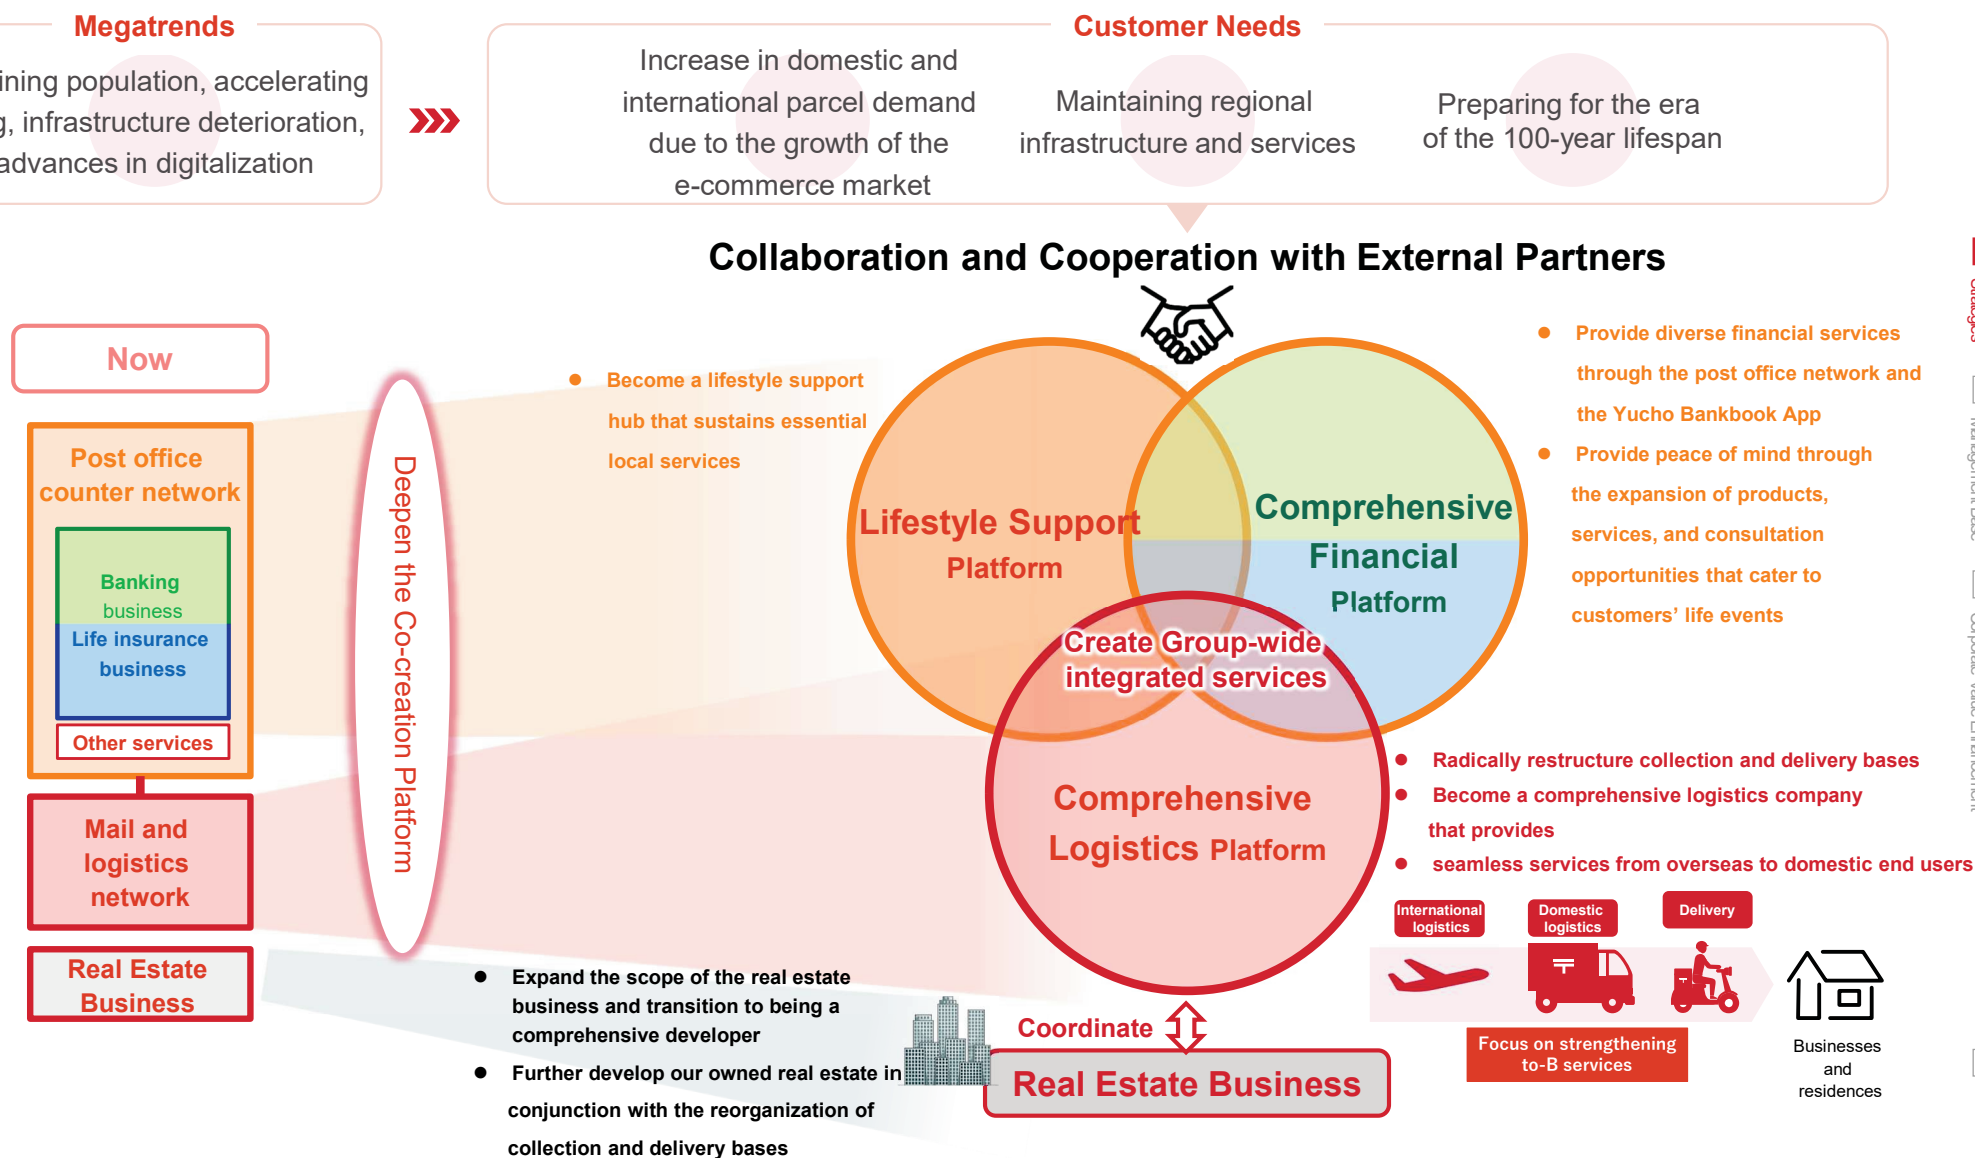 Megatrends
population, accelerating
infrastructure deterioration,
advances in digitalization
Customer Needs
Increase in domestic and
international parcel demand
due to the growth of the
e-commerce market
Maintaining regional
infrastructure and services
Preparing for the era
of the 100-year lifespan
Collaboration and Cooperation with External Partners
Now
Post office
counter network
Banking
business
Life insurance
business
Other services
Mail and
logistics
network
Real Estate
Business
Deepen the Co-creation Platform
● Become a lifestyle support
hub that sustains essential
local services
Lifestyle Support
Platform
Comprehensive
Financial
Platform
Create Group-wide
integrated services
Comprehensive
Logistics Platform
● Provide diverse financial services
through the post office network and
the Yucho Bankbook App
● Provide peace of mind through
the expansion of products,
services, and consultation
opportunities that cater to
customers’ life events
● Radically restructure collection and delivery bases
● Become a comprehensive logistics company
that provides
● seamless services from overseas to domestic end users
International
logistics
Domestic
logistics
Delivery
Focus on strengthening
to-B services
Businesses
and
residences
● Expand the scope of the real estate
business and transition to being a
comprehensive developer
● Further develop our owned real estate in
conjunction with the reorganization of
collection and delivery bases
Coordinate
Real Estate Business